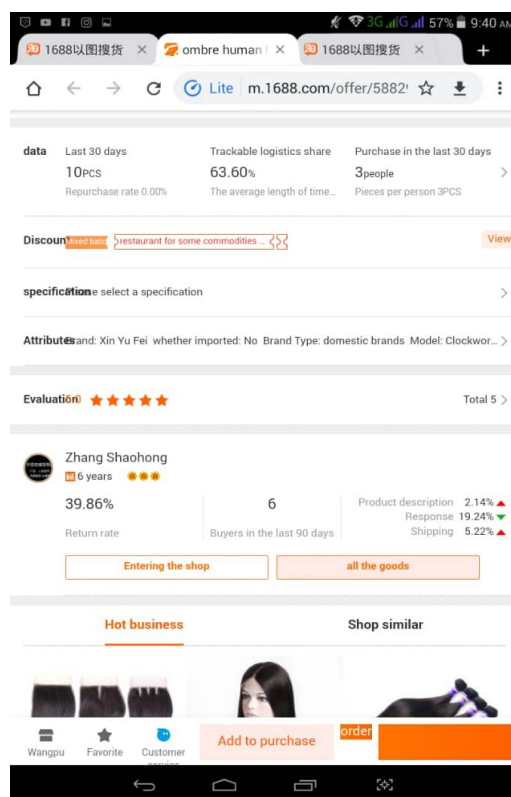 3G G 57% 9:40 AM
1688以图搜货 × ombre human × 1688以图搜货 × +
Lite m.1688.com/offer/5882
data Last 30 days Trackable logistics share Purchase in the last 30 days
10PCS 63.60% 3people
Repurchase rate 0.00% The average length of time... Pieces per person 3PCS
Discoun Mixed batc restaurant for some commodities ... View
specification Please select a specification
Attributes Brand: Xin Yu Fei whether imported: No Brand Type: domestic brands Model: Clockwor...
Evaluation 5.0 Total 5
Zhang Shaohong
6 years
39.86% 6 Product description 2.14%
Response 19.24%
Return rate Buyers in the last 90 days Shipping 5.22%
Entering the shop all the goods
Hot business Shop similar
Add to purchase order
Wangpu Favorite Customer
service